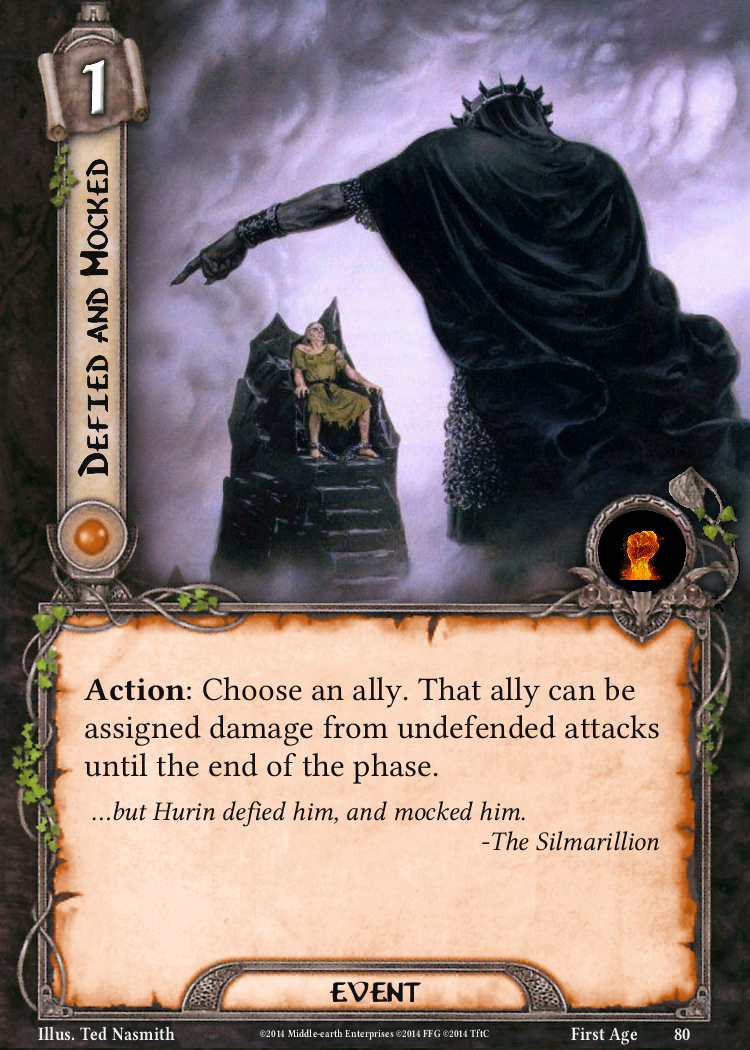 1
Defied and Mocked
Action: Choose an ally. That ally can be
assigned damage from undefended attacks
until the end of the phase.
...but Hurin defied him, and mocked him.
-The Silmarillion
EVENT
Illus. Ted Nasmith
©2014 Middle-earth Enterprises ©2014 FFG ©2014 TftC
First Age
80